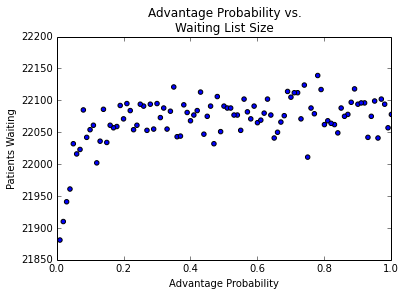 Advantage Probability vs.
Waiting List Size
22200
22150
22100
22050
22000
21950
21900
21850
Patients Waiting
0.0 0.2 0.4 0.6 0.8 1.0
Advantage Probability